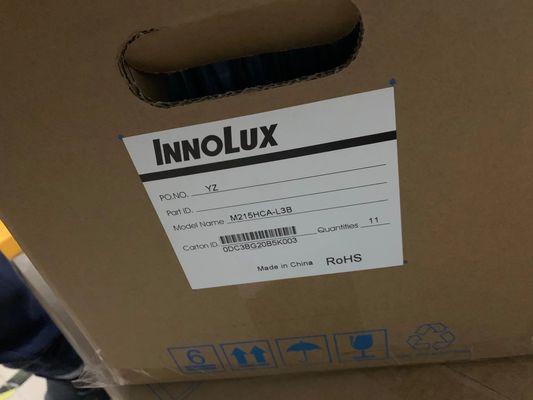 INNOLUX
PO.NO. YZ
Part ID.
Model Name M215HCA-L3B
Carton ID. 0DC3BG20B5K003 Quantities 11
Made in China RoHS
6